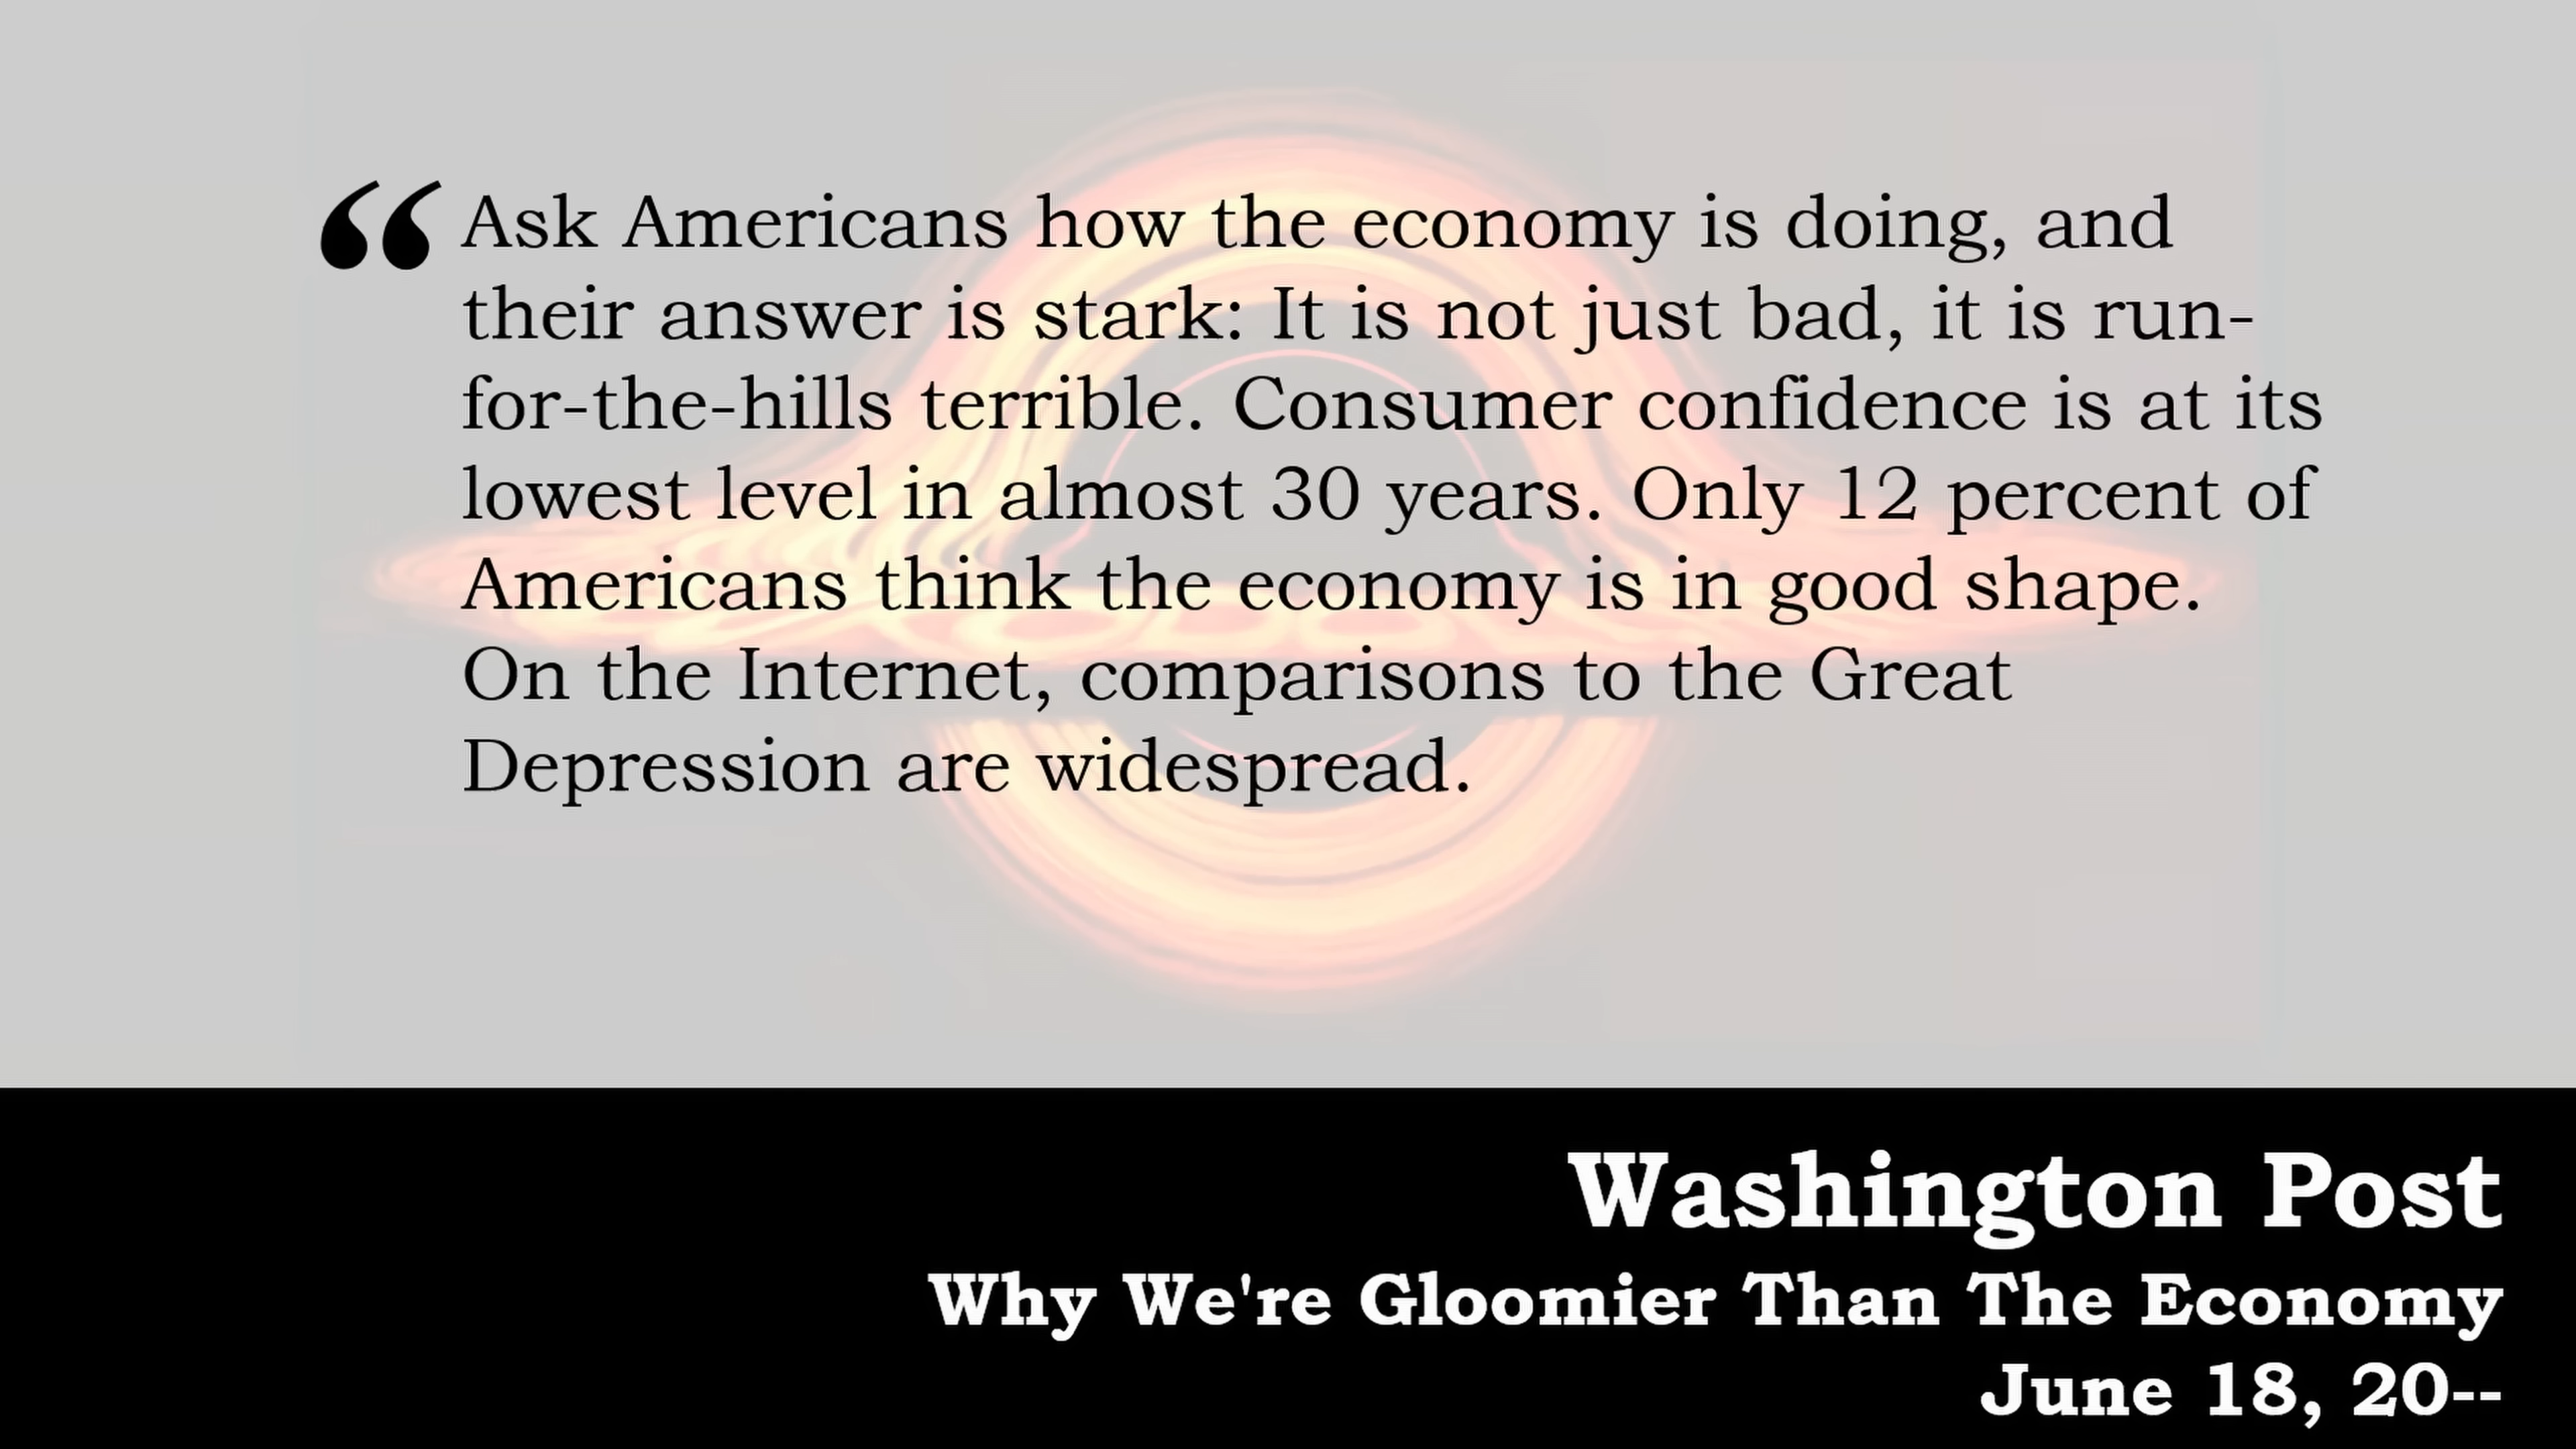 “Ask Americans how the economy is doing, and
their answer is stark: It is not just bad, it is run-
for-the-hills terrible. Consumer confidence is at its
lowest level in almost 30 years. Only 12 percent of
Americans think the economy is in good shape.
On the Internet, comparisons to the Great
Depression are widespread.
Washington Post
Why We're Gloomier Than The Economy
June 18, 20--